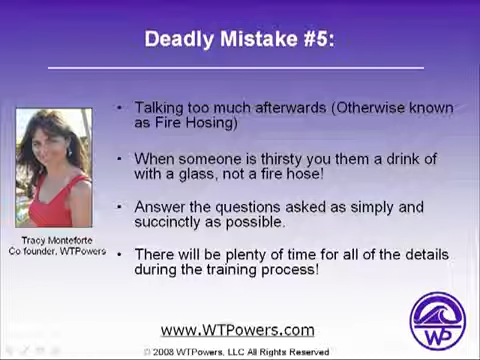 Deadly Mistake #5:
• Talking too much afterwards (Otherwise known
as Fire Hosing)
• When someone is thirsty you them a drink of
with a glass, not a fire hose!
• Answer the questions asked as simply and
succinctly as possible.
• There will be plenty of time for all of the details
during the training process!
Tracy Monteforte
Co founder, WTPowers
www.WTPowers.com
© 2008 WTPowers, LLC All Rights Reserved
WP